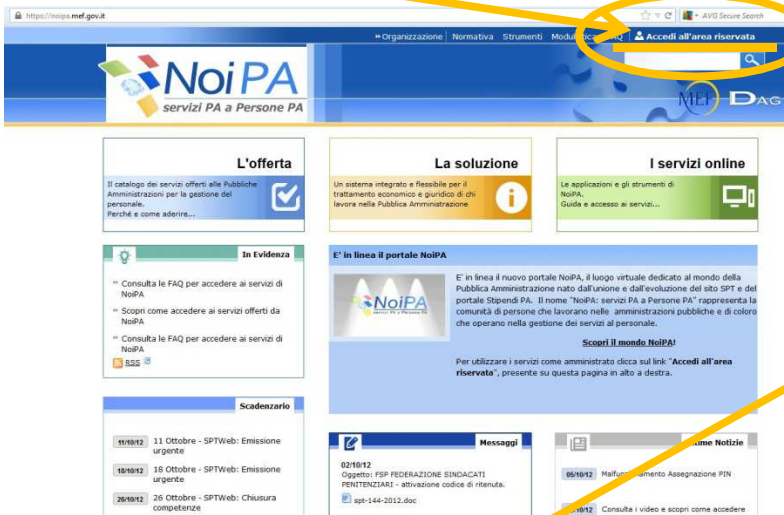 https://noipa.mef.gov.it
AVG Secure Search
Organizzazione Normativa Strumenti Accedi all'area riservata
NoiPA
servizi PA a Persone PA
MEF DAG
L'offerta
Il catalogo dei servizi offerti alle Pubbliche
Amministrazioni per la gestione del
personale.
Perché e come aderire...
La soluzione
Un sistema integrato e flessibile per il
trattamento economico e giuridico di chi
lavora nella Pubblica Amministrazione
I servizi online
Le applicazioni e gli strumenti di
NoiPA.
Guida e accesso ai servizi...
In Evidenza
Consulta le FAQ per accedere ai servizi di
NoiPA
Scopri come accedere ai servizi offerti da
NoiPA
Consulta le FAQ per accedere ai servizi di
NoiPA
RSS
E' in linea il portale NoiPA
NoiPA
servizi PA a Persone PA
E' in linea il nuovo portale NoiPA, il luogo virtuale dedicato al mondo della
Pubblica Amministrazione nato dall'unione e dall'evoluzione del sito SPT e del
portale Stipendi PA. Il nome "NoiPA: servizi PA a Persone PA" rappresenta la
comunità di persone che lavorano nelle amministrazioni pubbliche e di coloro
che operano nella gestione dei servizi al personale.
Scopri il mondo NoiPA!
Per utilizzare i servizi come amministrato clicca sul link "Accedi all'area
riservata", presente su questa pagina in alto a destra.
Scadenzario
11/10/12 11 Ottobre - SPTWeb: Emissione
urgente
18/10/12 18 Ottobre - SPTWeb: Emissione
urgente
26/10/12 26 Ottobre - SPTWeb: Chiusura
competenze
Messaggi
02/10/12
Oggetto: FSP FEDERAZIONE SINDACATI
PENITENZIARI - attivazione codice di ritenuta.
spt-144-2012.doc
Notizie
05/10/12 Assegnazione PIN
Consulta i video e scopri come accedere